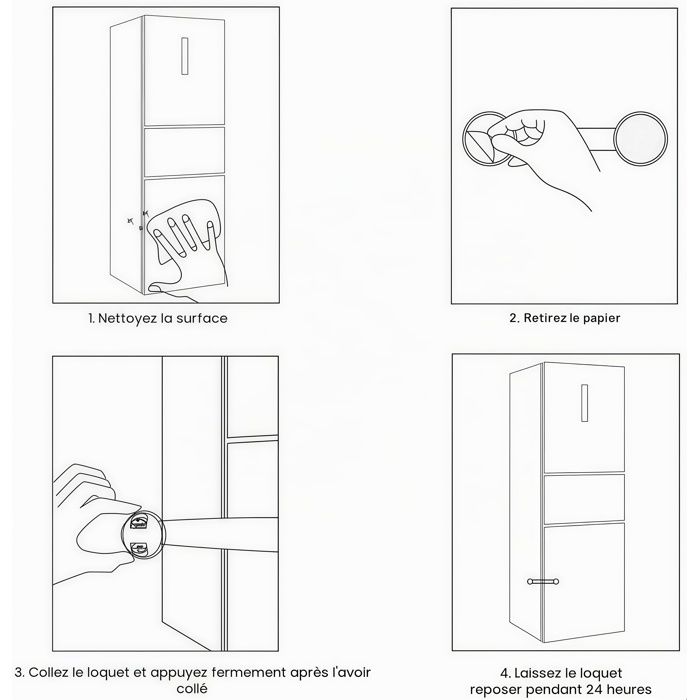 1. Nettoyez la surface
2. Retirez le papier
3. Collez le loquet et appuyez fermement après l'avoir
collé
4. Laissez le loquet
reposer pendant 24 heures